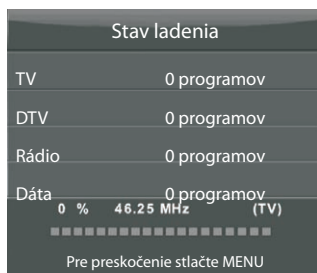 Stav ladenia
TV 0 programov
DTV 0 programov
Rádio 0 programov
Dáta 0 programov
0 % 46.25 MHz (TV)
Pre preskočenie stlačte MENU